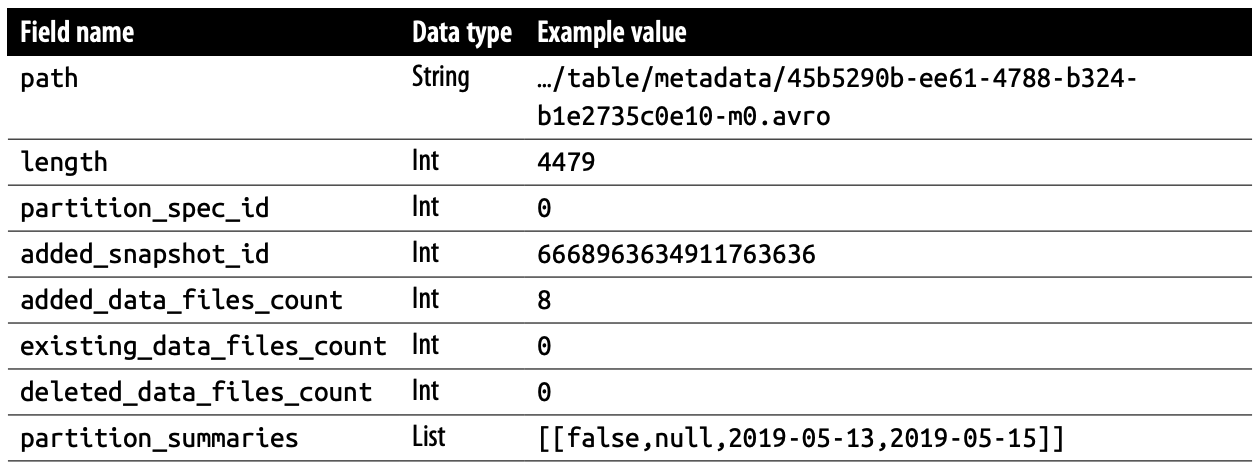 Field name Data type Example value
path String …/table/metadata/45b5290b-ee61-4788-b324-
b1e2735c0e10-m0.avro
length Int 4479
partition_spec_id Int 0
added_snapshot_id Int 6668963634911763636
added_data_files_count Int 8
existing_data_files_count Int 0
deleted_data_files_count Int 0
partition_summaries List [[false,null,2019-05-13,2019-05-15]]